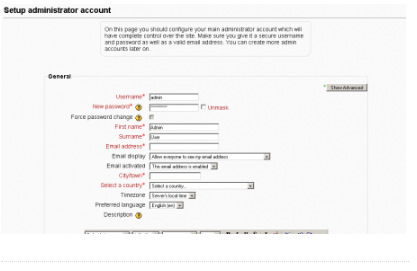 Setup administrator account
On this page you should configure your main administrator account which will
have complete control over the site. Make sure you give it a secure username
and password as well as a valid email address. You can create more admin
accounts later on.
General
* Show Advanced
Username* admin
New password* Unmask
Force password change
First name* Admin
Surname* User
Email address*
Email display Allow everyone to see my email address
Email activated This email address is enabled
City/town*
Select a country* Select a country...
Timezone Server's local time
Preferred language English (en)
Description